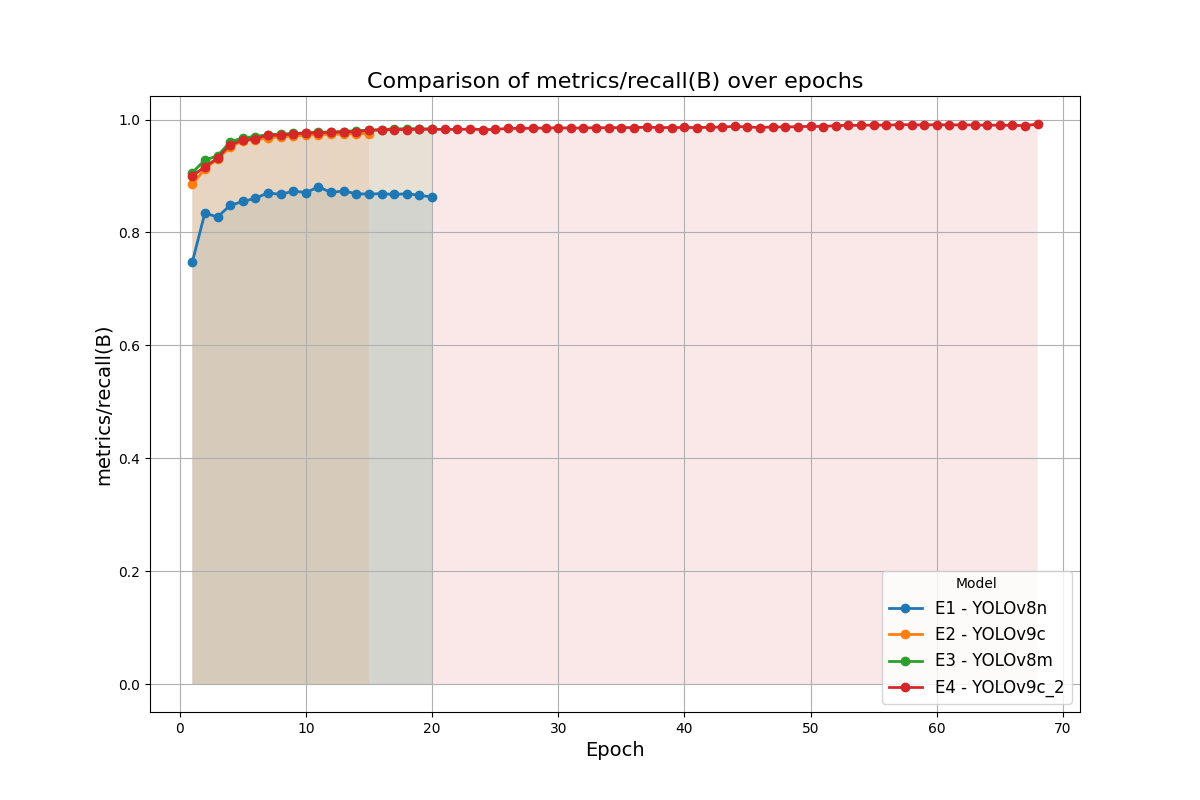 Comparison of metrics/recall(B) over epochs
metrics/recall(B)
1.0
0.8
0.6
0.4
0.2
0.0
0 10 20 30 40 50 60 70
Epoch
Model
E1 - YOLOv8n
E2 - YOLOv9c
E3 - YOLOv8m
E4 - YOLOv9c_2